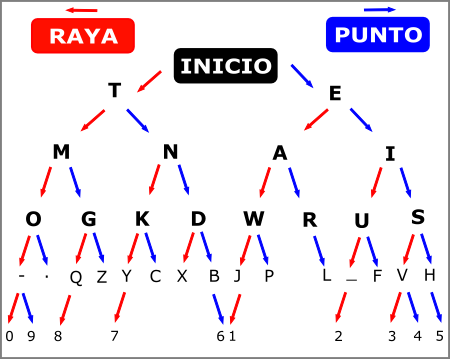 RAYA INICIO PUNTO
T E
M N A I
O G K D W R U S
- · Q Z Y C X B J P L _ F V H
0 9 8 7 6 1 2 3 4 5